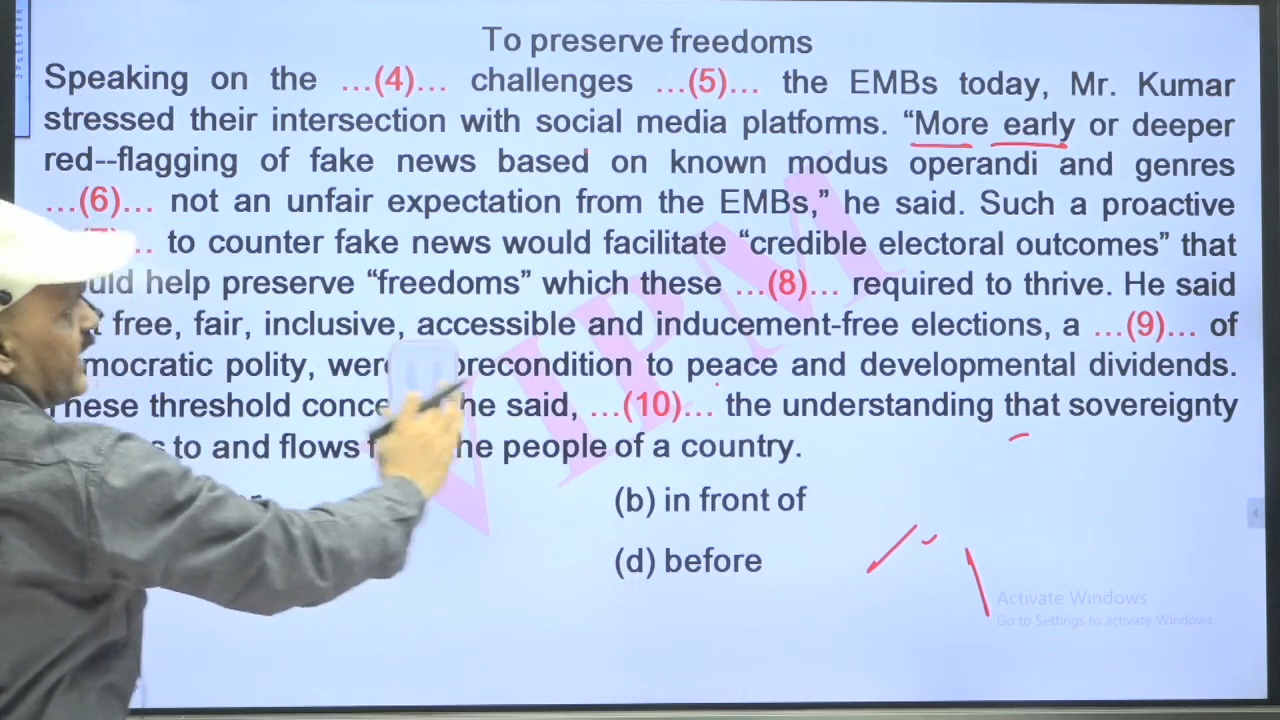 To preserve freedoms
Speaking on the ...(4)... challenges ...(5)... the EMBs today, Mr. Kumar
stressed their intersection with social media platforms. “More early or deeper
red--flagging of fake news based on known modus operandi and genres
...(6)... not an unfair expectation from the EMBs,” he said. Such a proactive
to counter fake news would facilitate “credible electoral outcomes” that
help preserve “freedoms” which these ...(8)... required to thrive. He said
free, fair, inclusive, accessible and inducement-free elections, a ...(9)... of
polity, were precondition to peace and developmental dividends.
These threshold he said, ...(10)... the understanding that sovereignty
to and flows the people of a country.
(b) in front of
(d) before
VIPM
Activate Windows
Go to Settings to activate Windows.